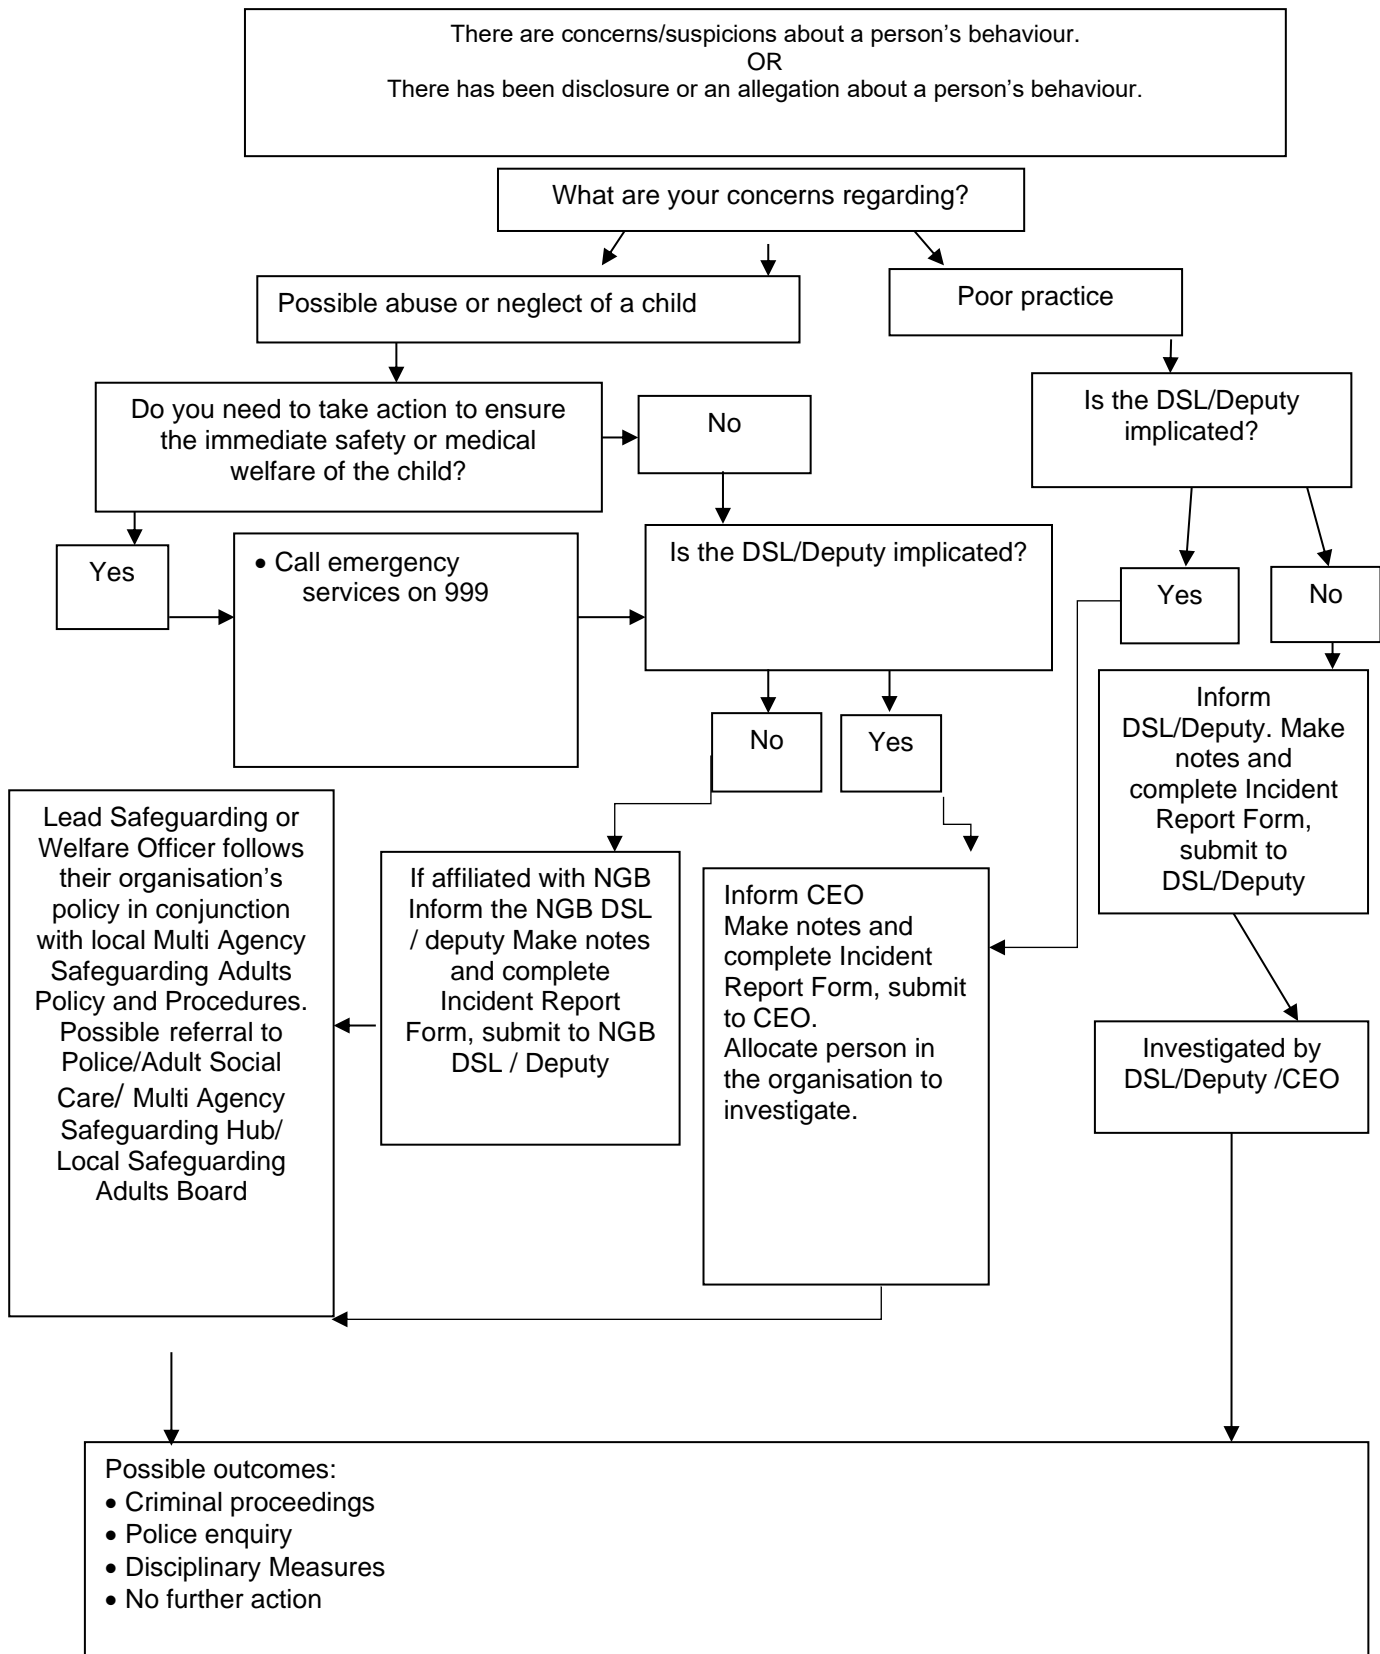 There are concerns/suspicions about a person’s behaviour.
OR
There has been disclosure or an allegation about a person’s behaviour.
What are your concerns regarding?
Possible abuse or neglect of a child
Poor practice
Do you need to take action to ensure
the immediate safety or medical
welfare of the child?
No
Is the DSL/Deputy
implicated?
Yes
• Call emergency
services on 999
Is the DSL/Deputy implicated?
Yes
No
No
Yes
Inform
DSL/Deputy. Make
notes and
complete Incident
Report Form,
submit to
DSL/Deputy
Lead Safeguarding or
Welfare Officer follows
their organisation’s
policy in conjunction
with local Multi Agency
Safeguarding Adults
Policy and Procedures.
Possible referral to
Police/Adult Social
Care/ Multi Agency
Safeguarding Hub/
Local Safeguarding
Adults Board
If affiliated with NGB
Inform the NGB DSL
/ deputy Make notes
and complete
Incident Report
Form, submit to NGB
DSL / Deputy
Inform CEO
Make notes and
complete Incident
Report Form, submit
to CEO.
Allocate person in
the organisation to
investigate.
Investigated by
DSL/Deputy /CEO
Possible outcomes:
• Criminal proceedings
• Police enquiry
• Disciplinary Measures
• No further action